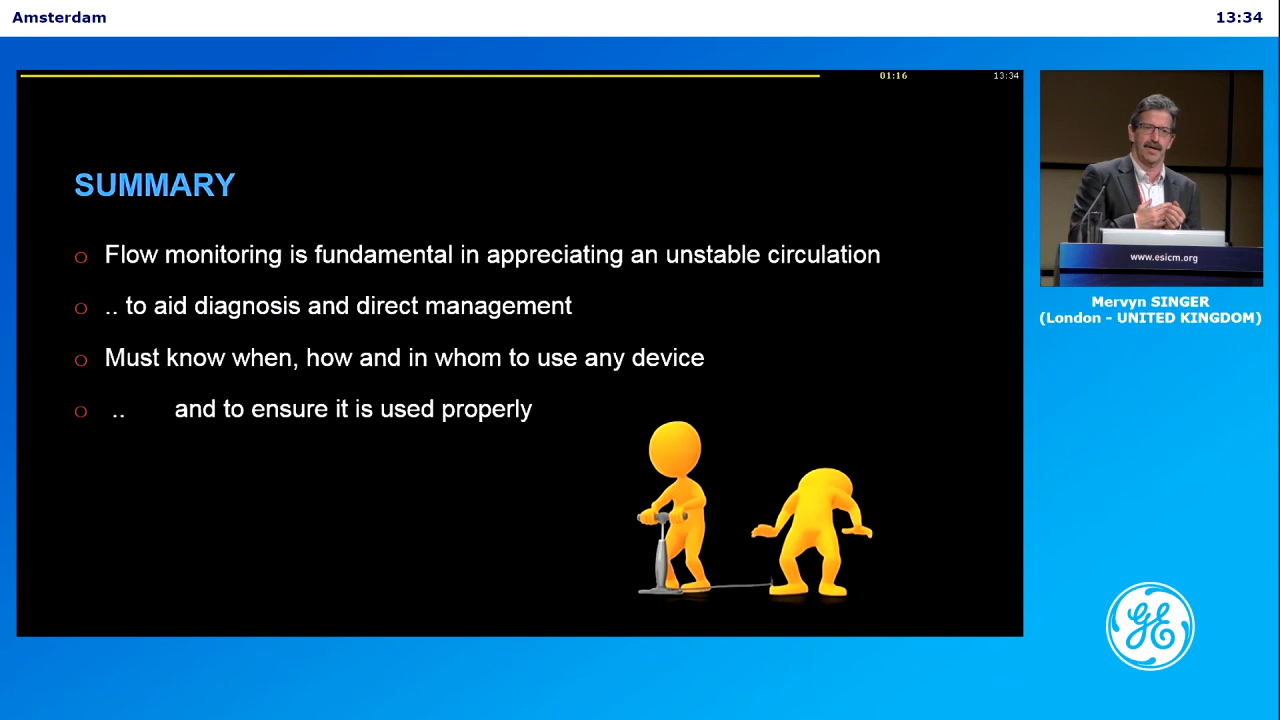 Amsterdam
13:34
01:16
13:34
SUMMARY
Flow monitoring is fundamental in appreciating an unstable circulation
.. to aid diagnosis and direct management
Must know when, how and in whom to use any device
.. and to ensure it is used properly
www.esicm.org
Mervyn SINGER
(London - UNITED KINGDOM)
GE